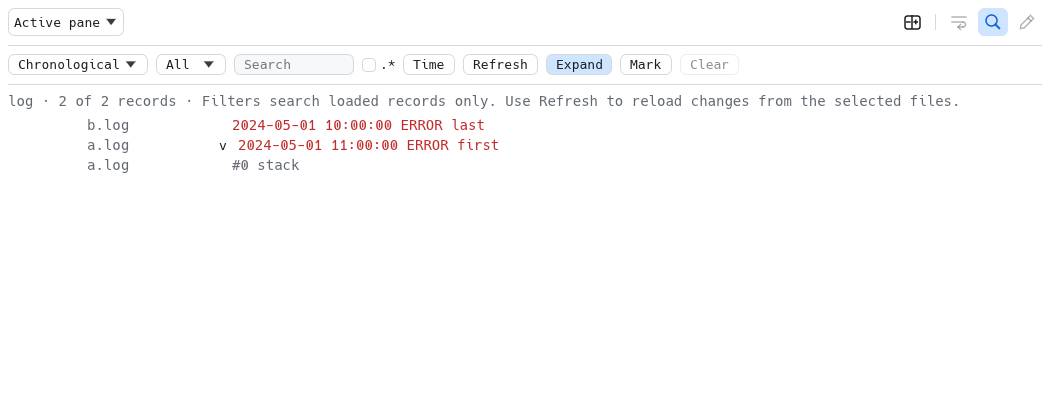 Active pane
Chronological All Search .* Time Refresh Expand Mark Clear
log · 2 of 2 records · Filters search loaded records only. Use Refresh to reload changes from the selected files.
b.log 2024-05-01 10:00:00 ERROR last
a.log v 2024-05-01 11:00:00 ERROR first
a.log #0 stack